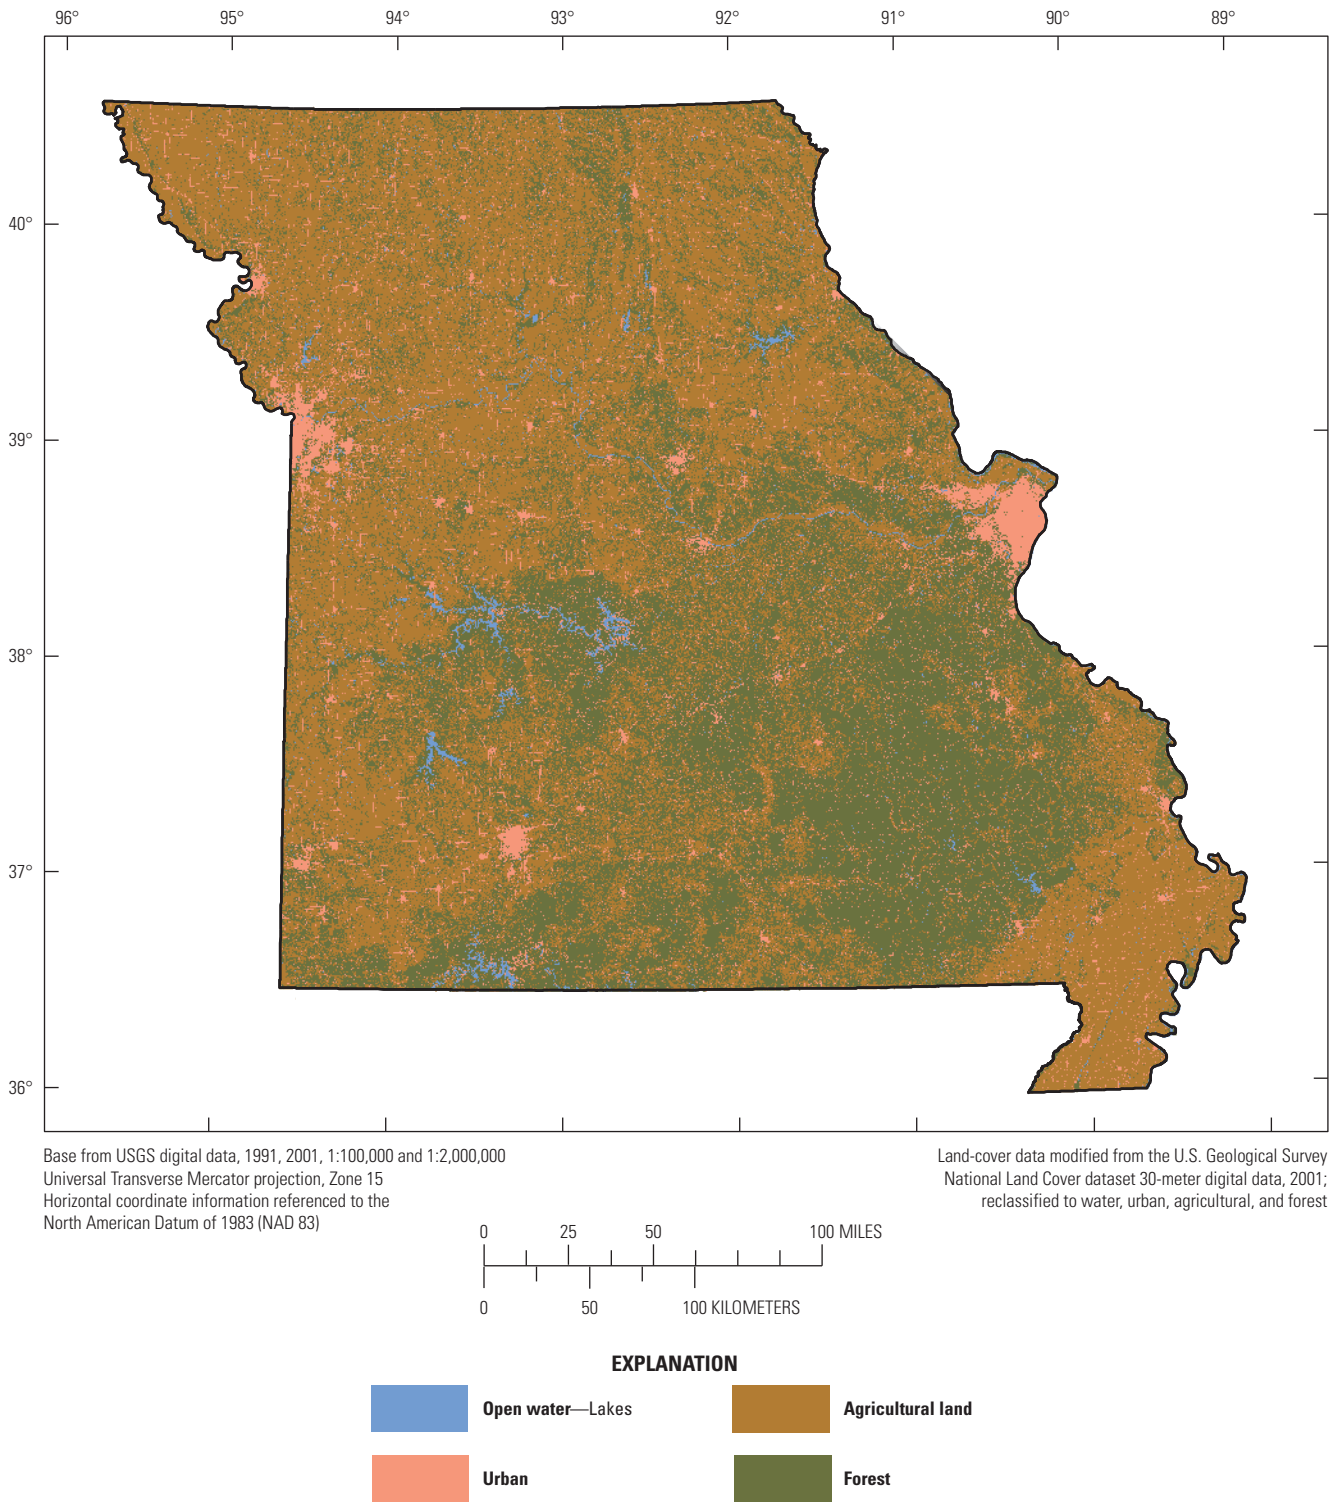 96° 95° 94° 93° 92° 91° 90° 89°
40°
39°
38°
37°
36°
Base from USGS digital data, 1991, 2001, 1:100,000 and 1:2,000,000
Universal Transverse Mercator projection, Zone 15
Horizontal coordinate information referenced to the
North American Datum of 1983 (NAD 83)
Land-cover data modified from the U.S. Geological Survey
National Land Cover dataset 30-meter digital data, 2001;
reclassified to water, urban, agricultural, and forest
0 25 50 100 MILES
0 50 100 KILOMETERS
EXPLANATION
Open water—Lakes
Agricultural land
Urban
Forest